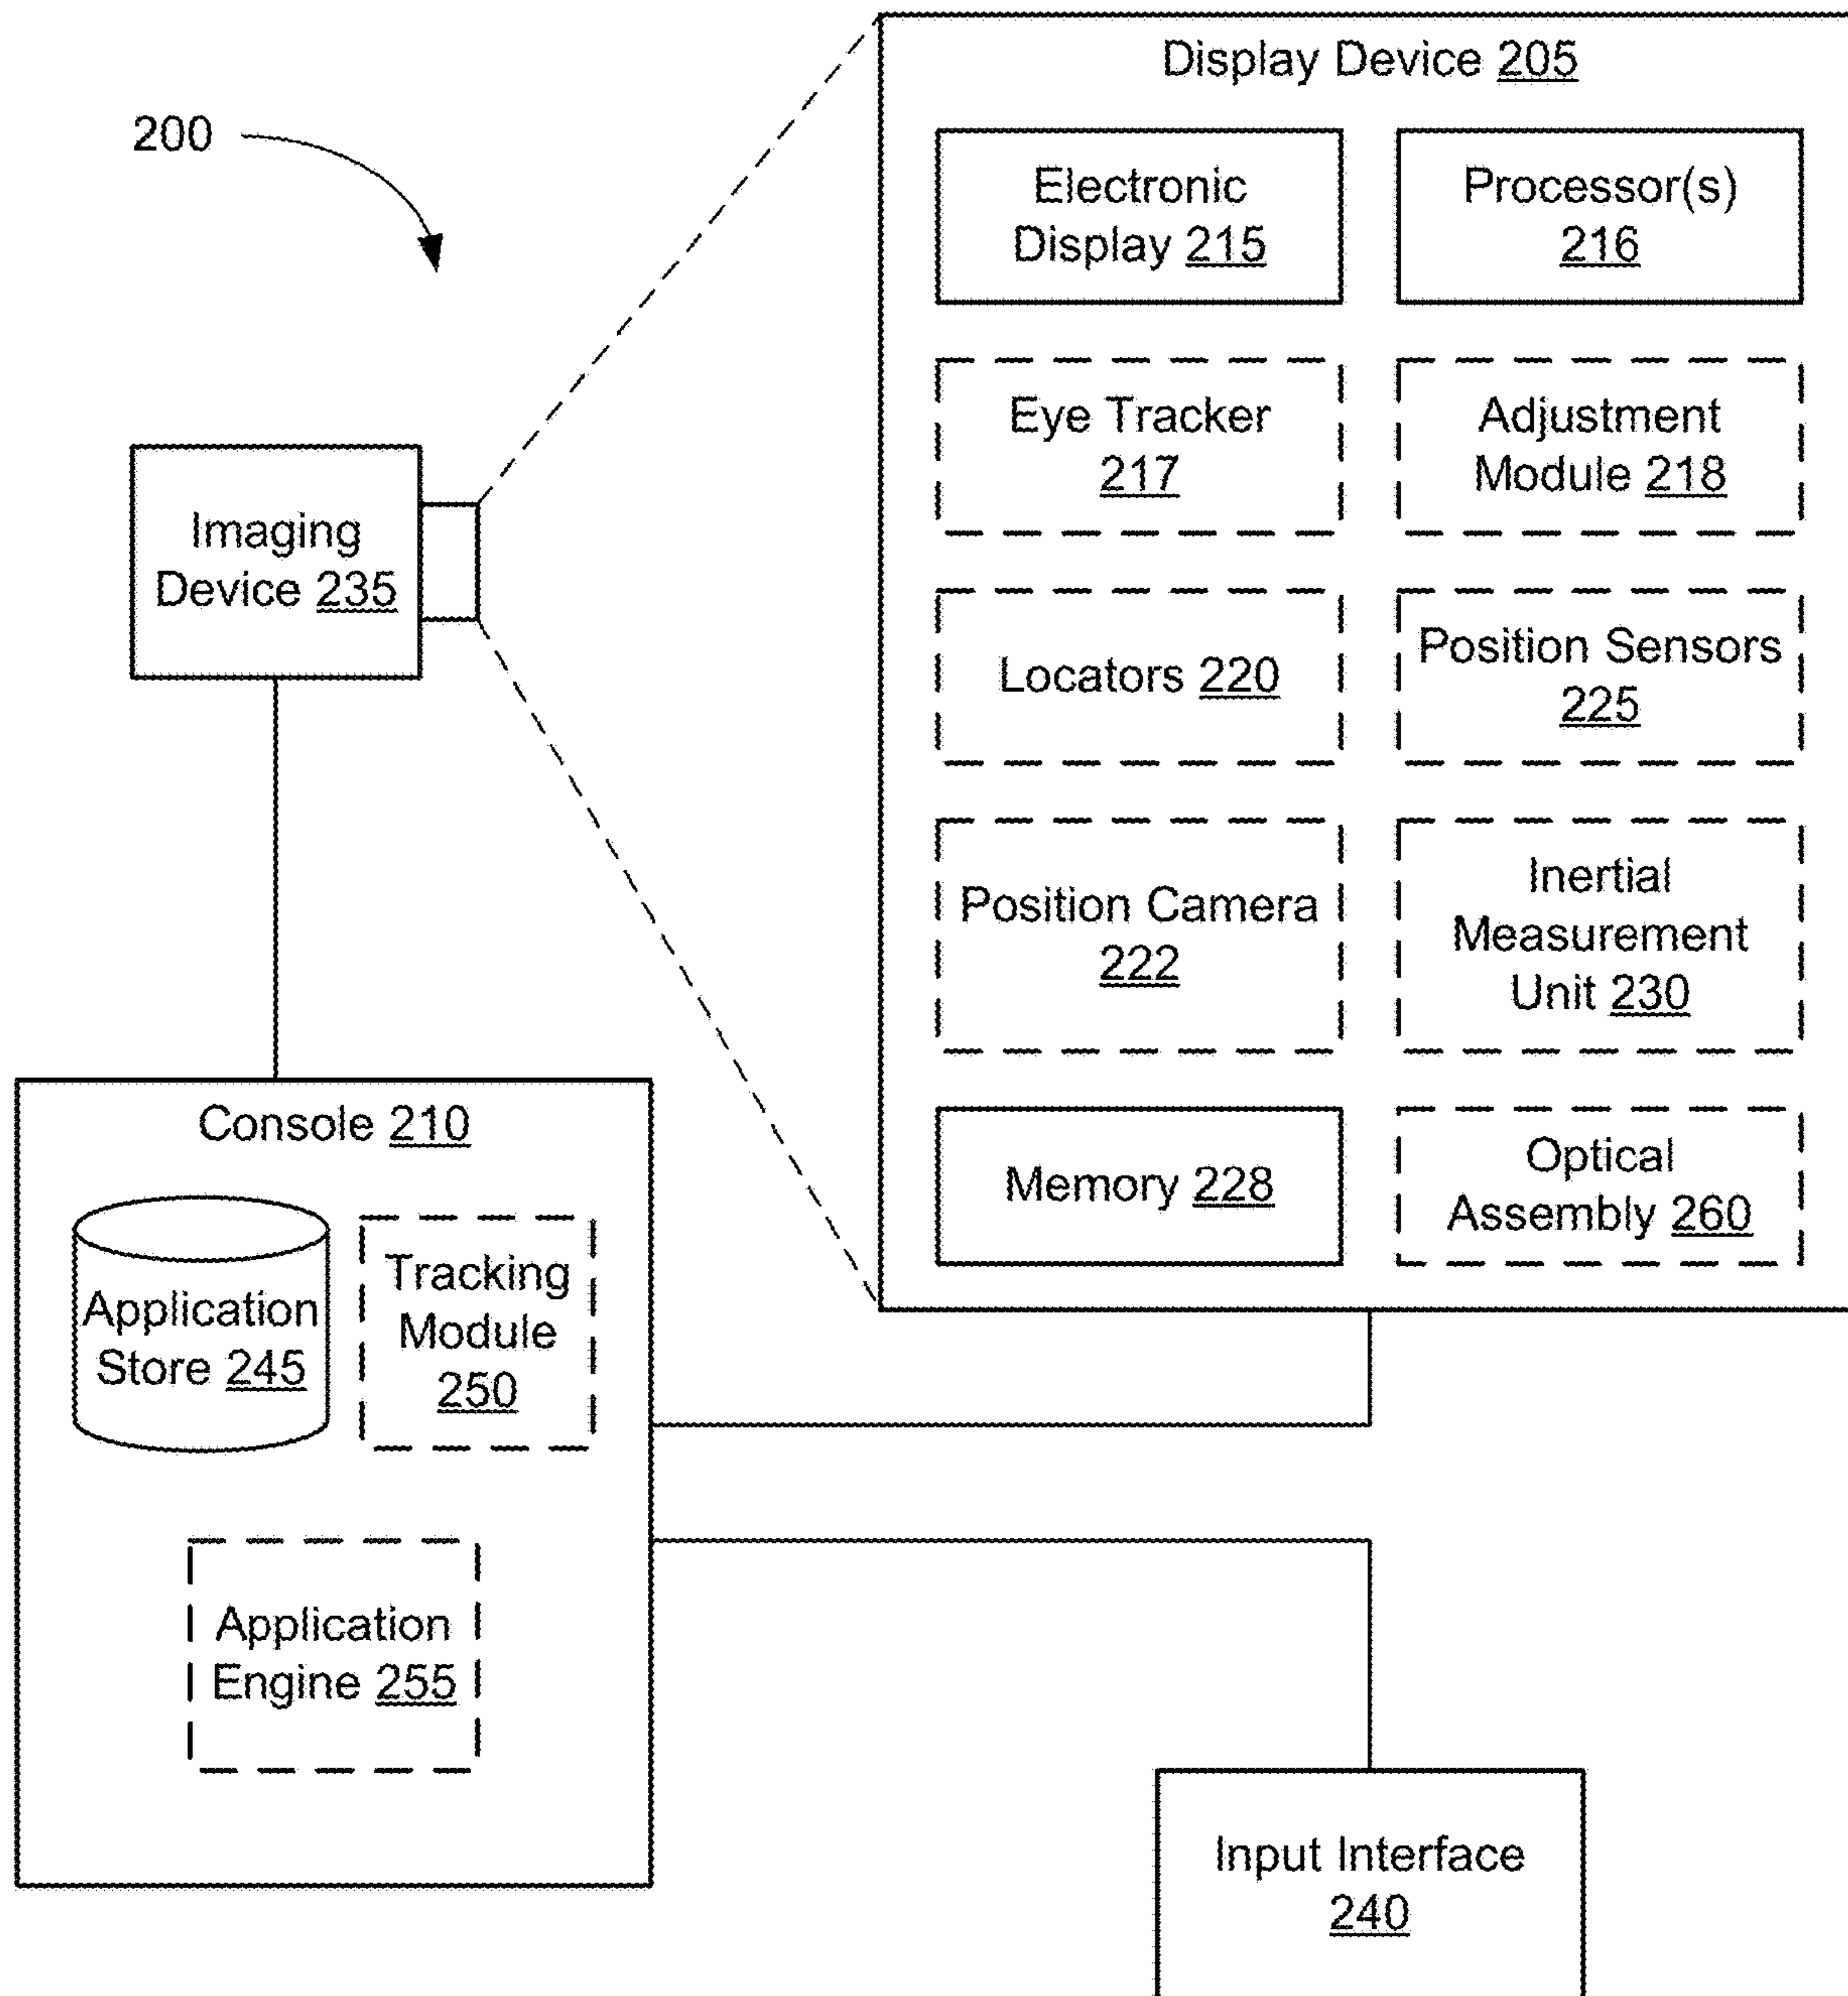 200
Display Device 205
Electronic
Display 215
Processor(s)
216
Eye Tracker
217
Adjustment
Module 218
Imaging
Device 235
Locators 220
Position Sensors
225
Position Camera
222
Inertial
Measurement
Unit 230
Memory 228
Optical
Assembly 260
Console 210
Application
Store 245
Tracking
Module
250
Application
Engine 255
Input Interface
240